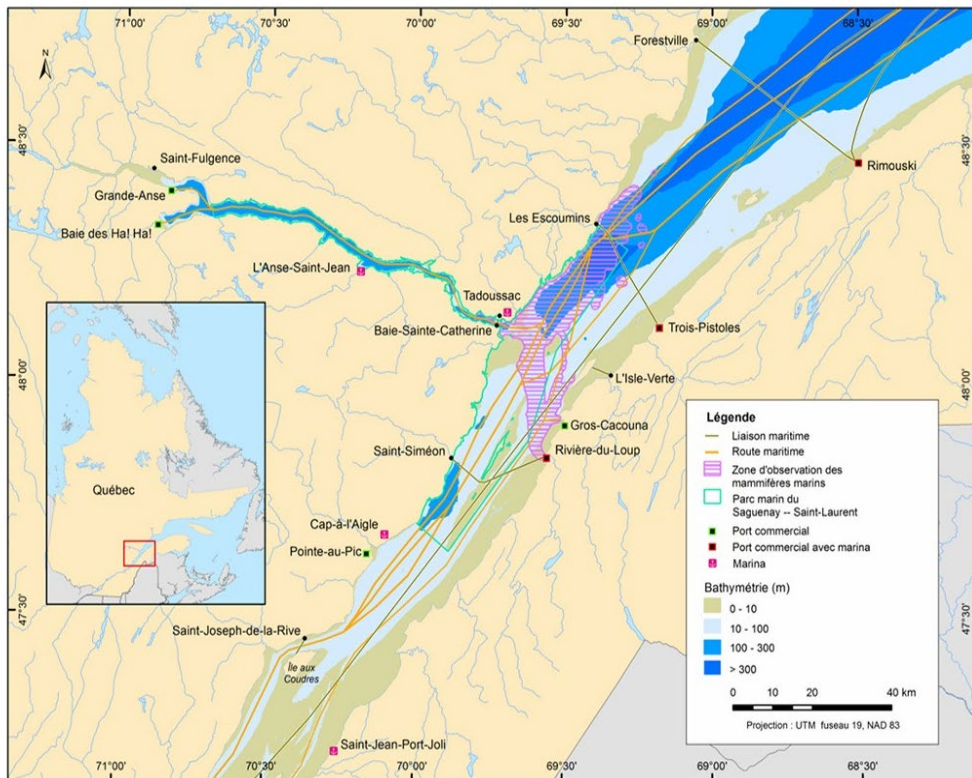 70°30'
70°00'
69°30'
69°00'
68°30'
N
48°30'
48°30'
Forestville
Saint-Fulgence
Grande-Anse
Rimouski
Baie des Ha! Ha!
Les Escoumins
L'Anse-Saint-Jean
Tadoussac
Baie-Sainte-Catherine
Trois-Pistoles
48°00'
L'Isle-Verte
48°00'
Gros-Cacouna
Saint-Siméon
Rivière-du-Loup
Québec
Cap-à-l'Aigle
Pointe-au-Pic
47°30'
47°30'
Saint-Joseph-de-la-Rive
Île aux
Coudres
Saint-Jean-Port-Joli
Légende
Liaison maritime
Route maritime
Zone d'observation des
mammifères marins
Parc marin du
Saguenay -- Saint-Laurent
Port commercial
Port commercial avec marina
Marina
Bathymétrie (m)
0 - 10
10 - 100
100 - 300
> 300
0 10 20 40 km
Projection : UTM fuseau 19, NAD 83
71°00'
70°30'
70°00'
69°30'
69°00'
68°30'